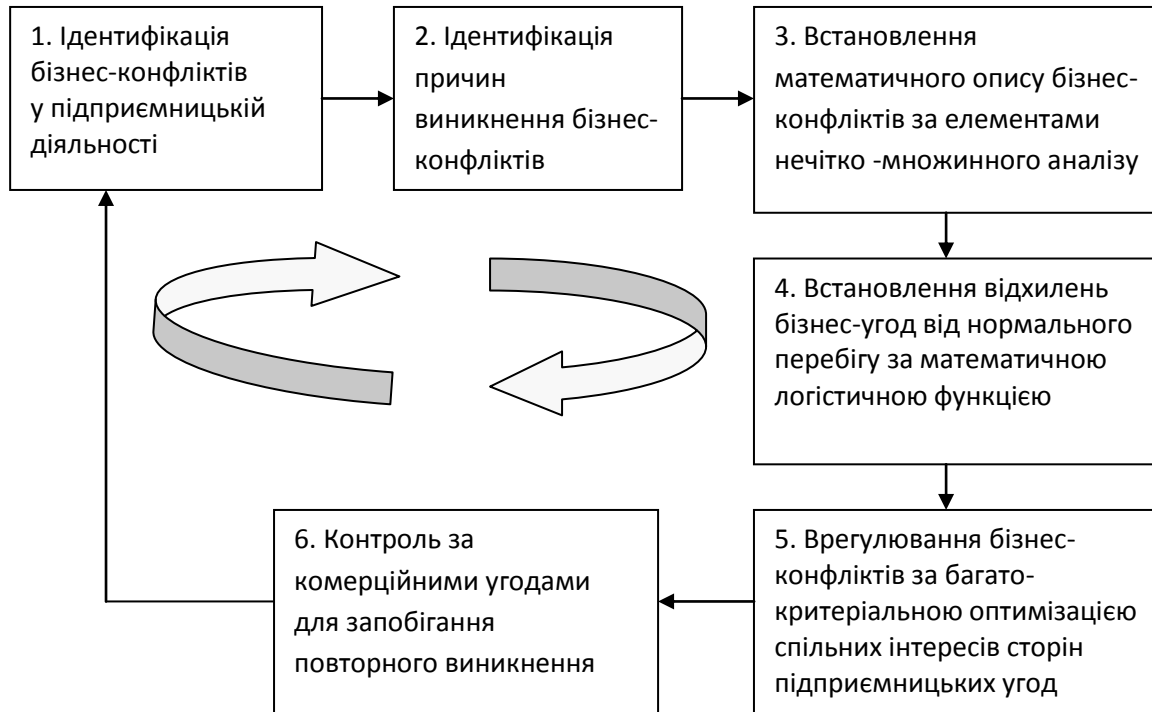 1. Ідентифікація
бізнес-конфліктів
у підприємницькій
діяльності
2. Ідентифікація
причин
виникнення бізнес-
конфліктів
3. Встановлення
математичного опису бізнес-
конфліктів за елементами
нечітко -множинного аналізу
4. Встановлення відхилень
бізнес-угод від нормального
перебігу за математичною
логістичною функцією
5. Врегулювання бізнес-
конфліктів за багато-
критеріальною оптимізацією
спільних інтересів сторін
підприємницьких угод
6. Контроль за
комерційними угодами
для запобігання
повторного виникнення